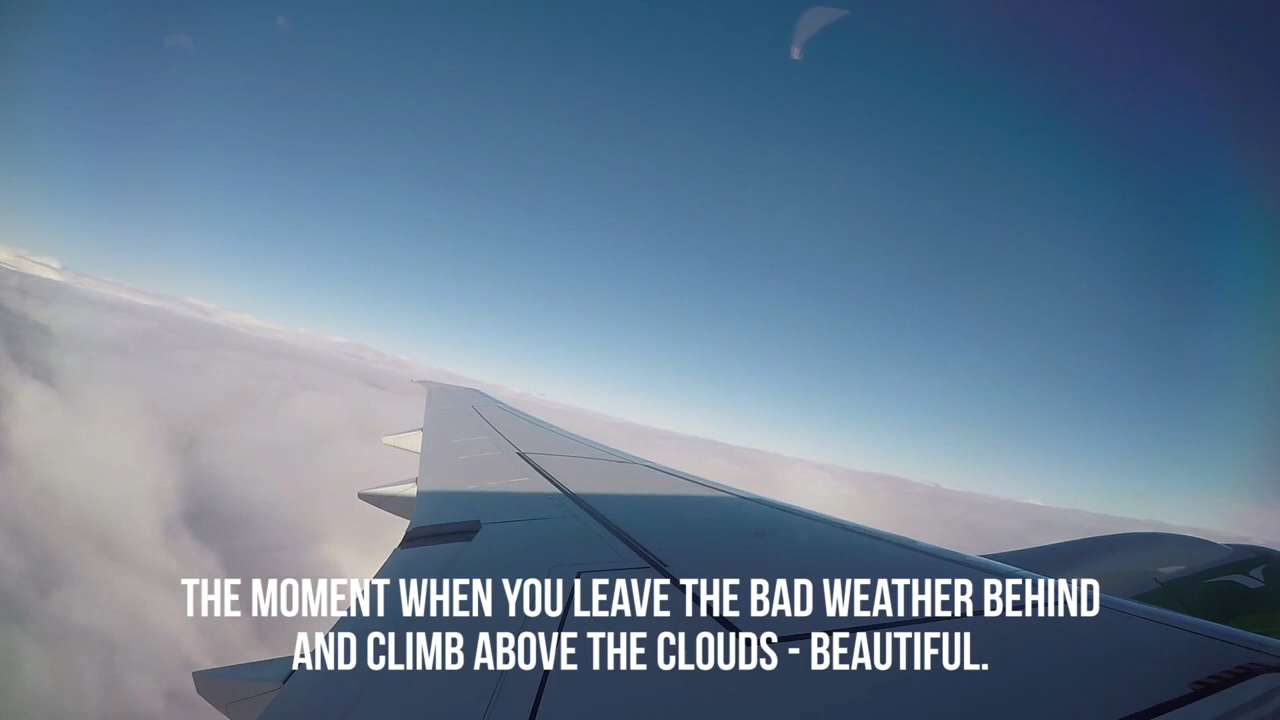 THE MOMENT WHEN YOU LEAVE THE BAD WEATHER BEHIND
AND CLIMB ABOVE THE CLOUDS - BEAUTIFUL.